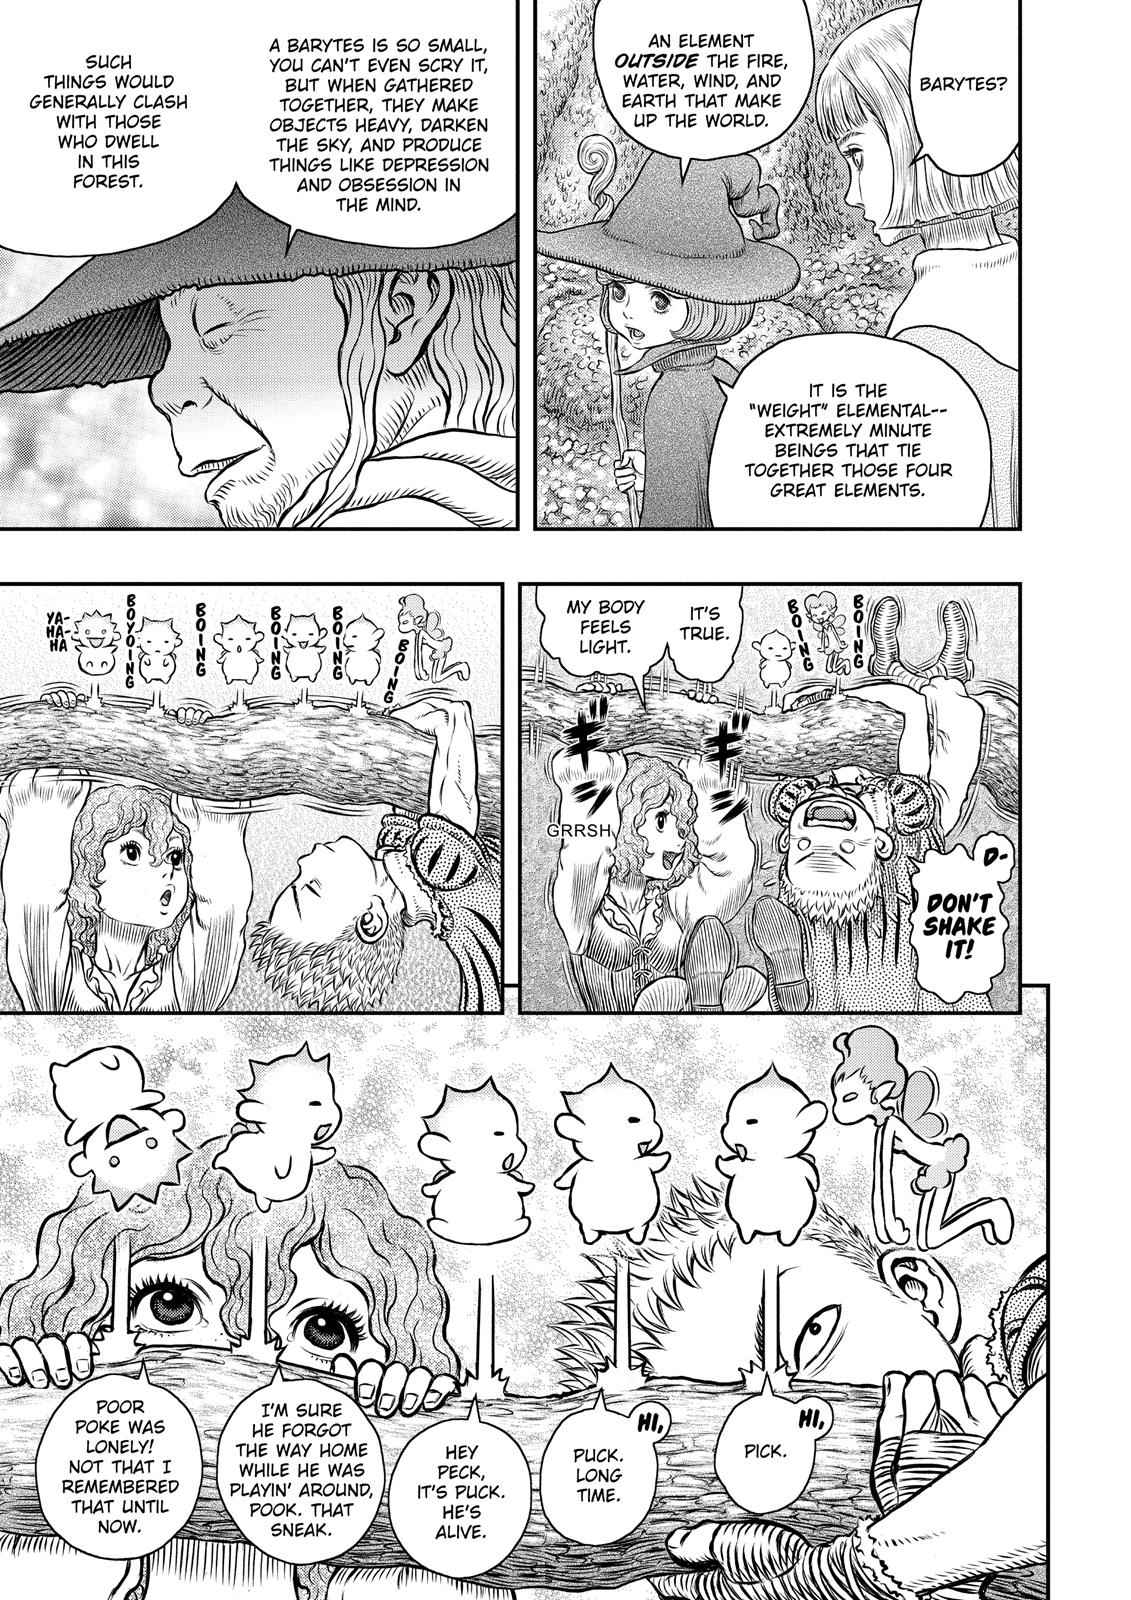 BARYTES?
AN ELEMENT
OUTSIDE THE FIRE,
WATER, WIND, AND
EARTH THAT MAKE
UP THE WORLD.
IT IS THE
"WEIGHT" ELEMENTAL--
EXTREMELY MINUTE
BEINGS THAT TIE
TOGETHER THOSE FOUR
GREAT ELEMENTS.
A BARYTES IS SO SMALL,
YOU CAN'T EVEN SCRY IT,
BUT WHEN GATHERED
TOGETHER, THEY MAKE
OBJECTS HEAVY, DARKEN
THE SKY, AND PRODUCE
THINGS LIKE DEPRESSION
AND OBSESSION IN
THE MIND.
SUCH
THINGS WOULD
GENERALLY CLASH
WITH THOSE
WHO DWELL
IN THIS
FOREST.
BOING
BOING
IT'S
TRUE.
MY BODY
FEELS
LIGHT.
ギギッ
GRRSH
D-
DON'T
SHAKE
IT!
BOING
BOING
BOING
BOING
BOYOING
YA-
HA-
HA
HI,
PICK.
HI,
PUCK.
LONG
TIME.
HEY
PECK,
IT'S PUCK.
HE'S
ALIVE.
I'M SURE
HE FORGOT
THE WAY HOME
WHILE HE WAS
PLAYIN' AROUND,
POOK. THAT
SNEAK.
POOR
POKE WAS
LONELY!
NOT THAT I
REMEMBERED
THAT UNTIL
NOW.